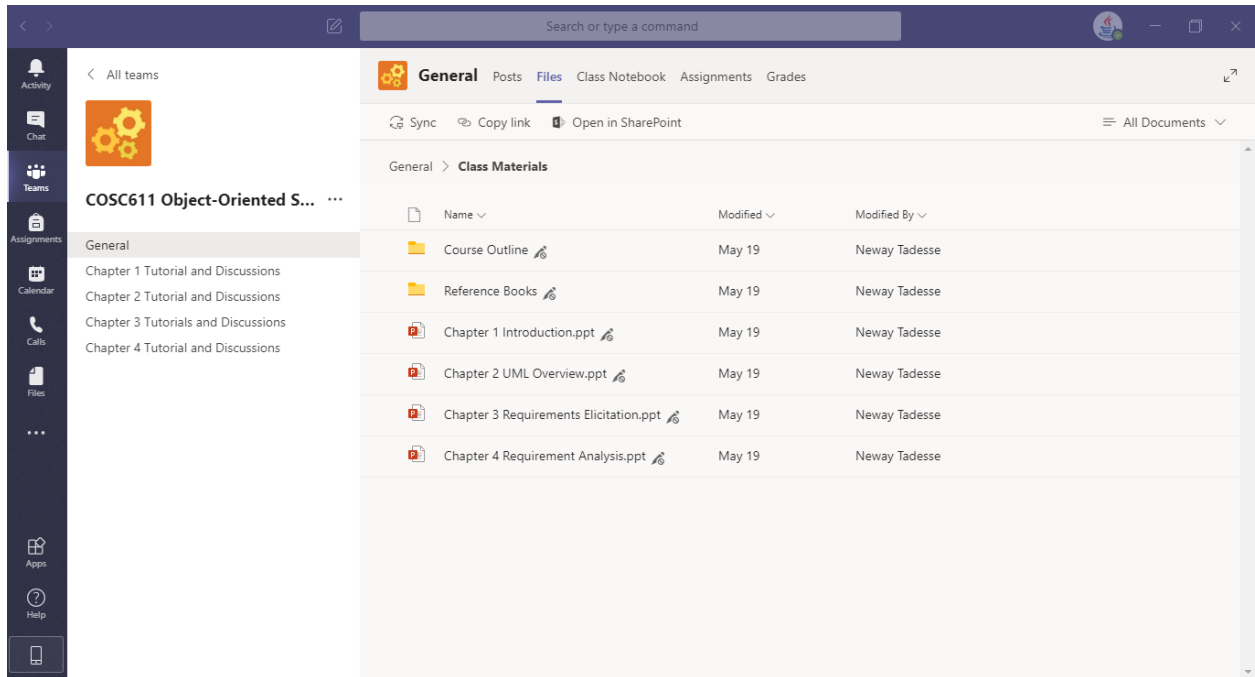 Search or type a command
Activity
Chat
Teams
Assignments
Calendar
Calls
Files
Apps
Help
All teams
COSC611 Object-Oriented S...
General
Chapter 1 Tutorial and Discussions
Chapter 2 Tutorial and Discussions
Chapter 3 Tutorials and Discussions
Chapter 4 Tutorial and Discussions
General Posts Files Class Notebook Assignments Grades
Sync Copy link Open in SharePoint All Documents
General > Class Materials
Name Modified Modified By
Course Outline May 19 Neway Tadesse
Reference Books May 19 Neway Tadesse
Chapter 1 Introduction.ppt May 19 Neway Tadesse
Chapter 2 UML Overview.ppt May 19 Neway Tadesse
Chapter 3 Requirements Elicitation.ppt May 19 Neway Tadesse
Chapter 4 Requirement Analysis.ppt May 19 Neway Tadesse